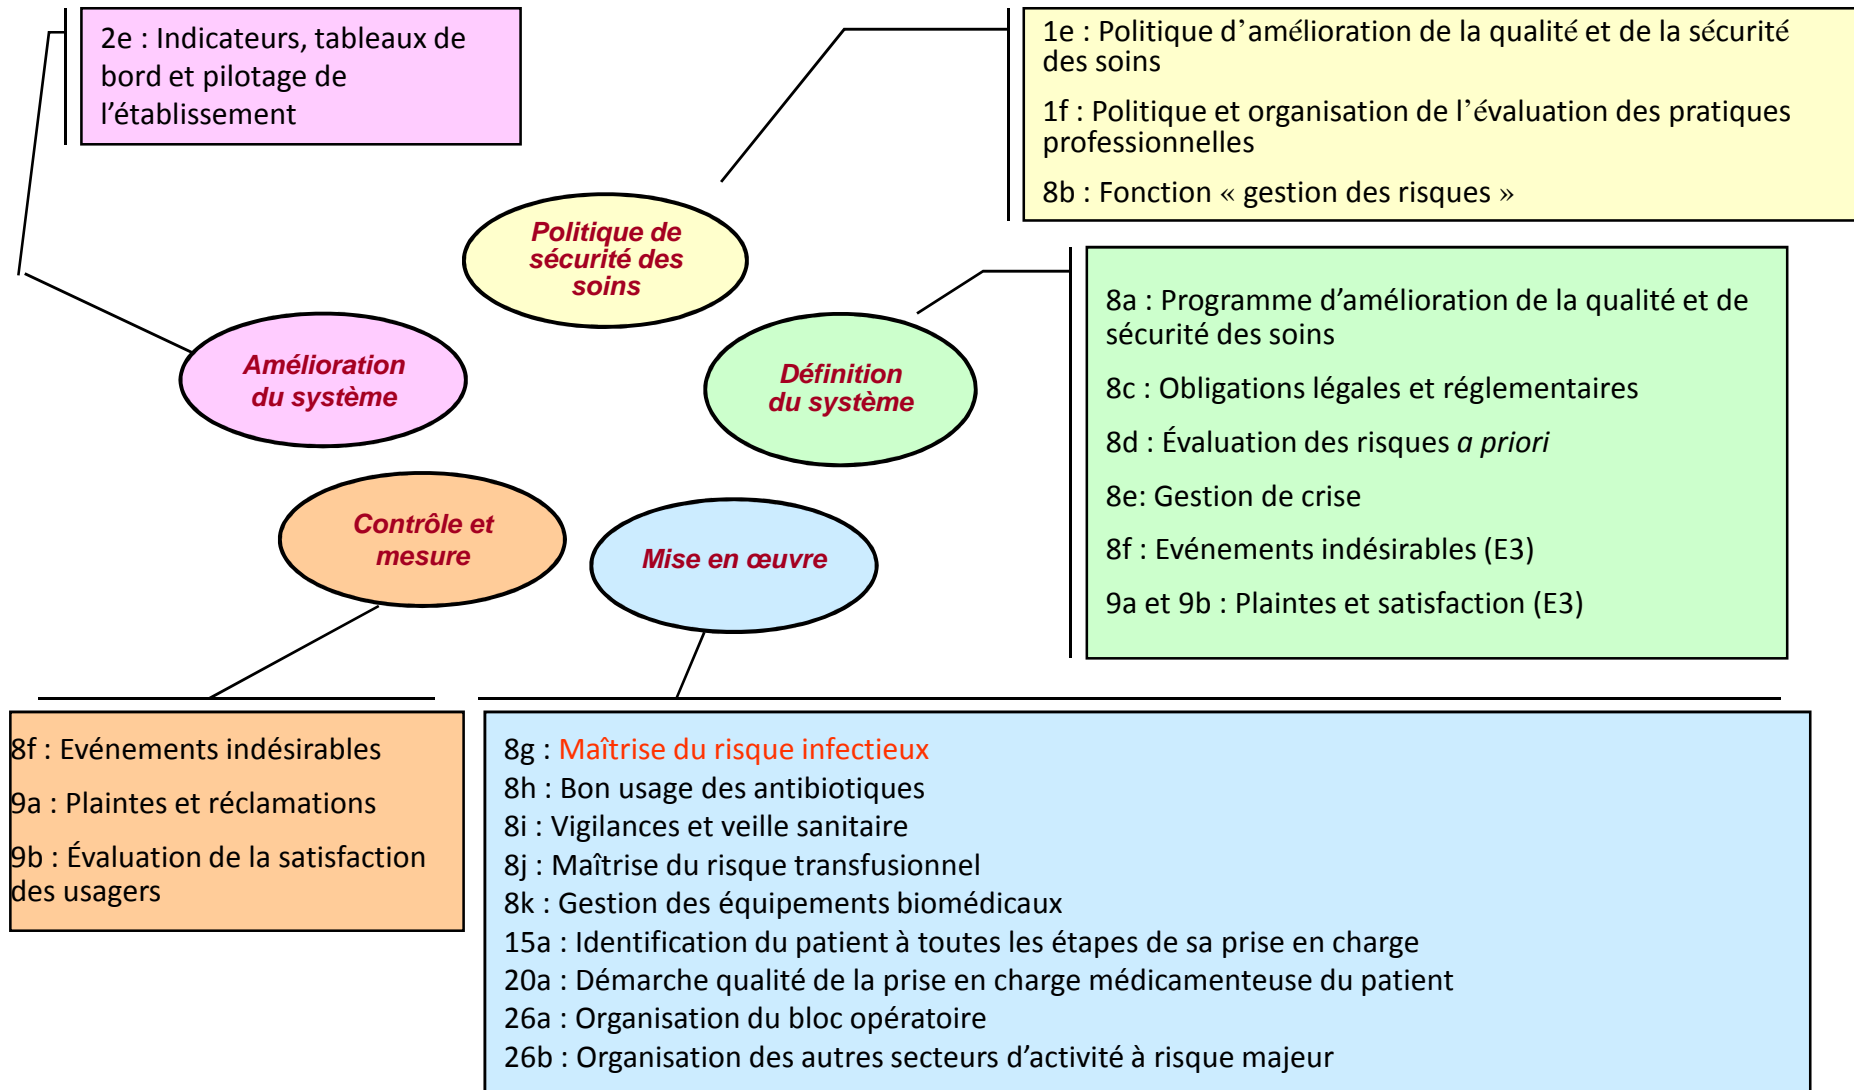 2e : Indicateurs, tableaux de
bord et pilotage de
l'établissement
1e : Politique d'amélioration de la qualité et de la sécurité
des soins
1f : Politique et organisation de l'évaluation des pratiques
professionnelles
8b : Fonction « gestion des risques »
Politique de
sécurité des
soins
8a : Programme d'amélioration de la qualité et de
sécurité des soins
8c : Obligations légales et réglementaires
8d : Évaluation des risques a priori
8e: Gestion de crise
8f : Evénements indésirables (E3)
9a et 9b : Plaintes et satisfaction (E3)
Amélioration
du système
Définition
du système
Contrôle et
mesure
Mise en œuvre
8f : Evénements indésirables
9a : Plaintes et réclamations
9b : Évaluation de la satisfaction
des usagers
8g : Maîtrise du risque infectieux
8h : Bon usage des antibiotiques
8i : Vigilances et veille sanitaire
8j : Maîtrise du risque transfusionnel
8k : Gestion des équipements biomédicaux
15a : Identification du patient à toutes les étapes de sa prise en charge
20a : Démarche qualité de la prise en charge médicamenteuse du patient
26a : Organisation du bloc opératoire
26b : Organisation des autres secteurs d'activité à risque majeur